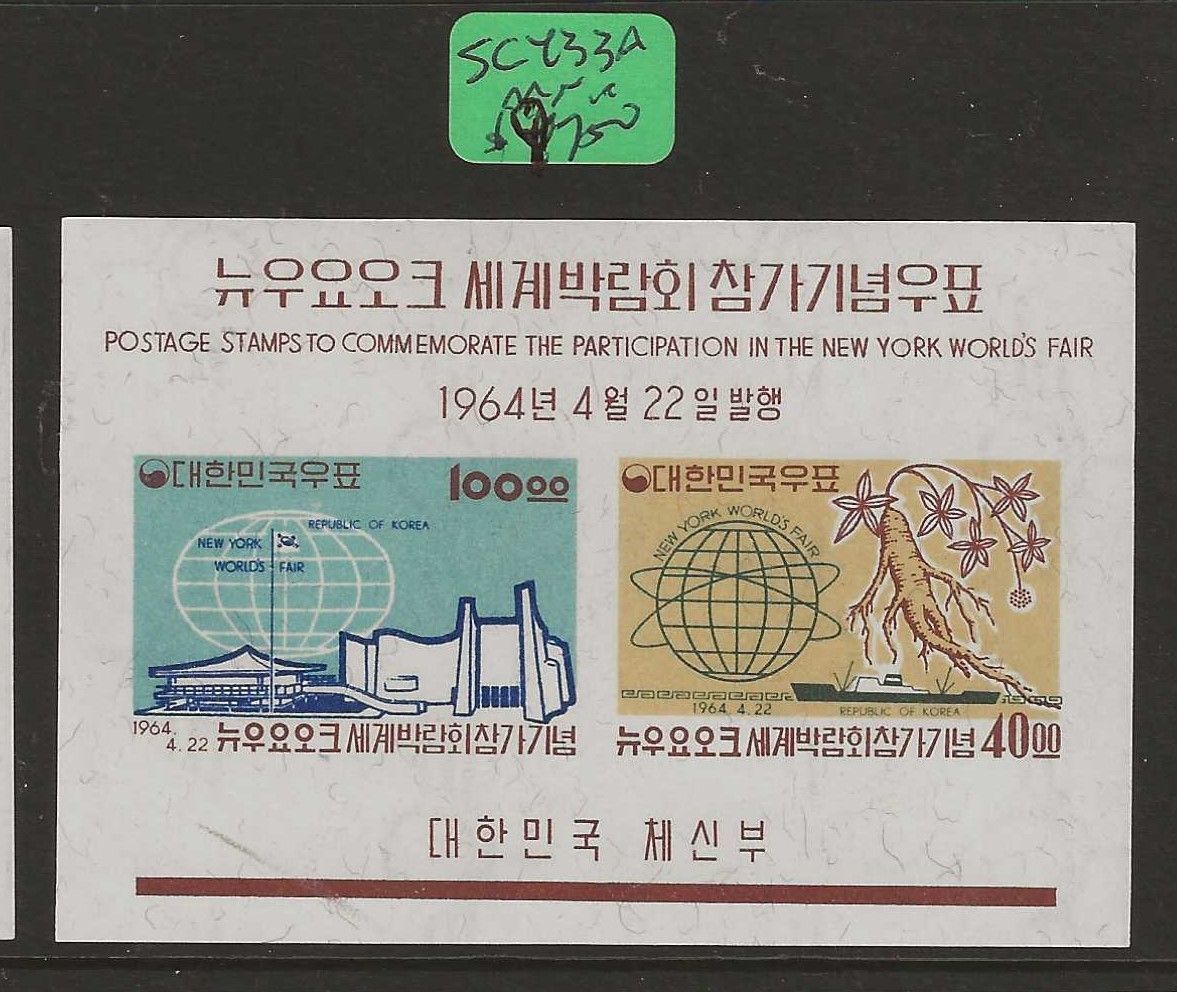 SC 433A
뉴우요오크 세계박람회 참가기념우표
POSTAGE STAMPS TO COMMEMORATE THE PARTICIPATION IN THE NEW YORK WORLD'S FAIR
1964년 4월 22일 발행
대한민국우표 10000
REPUBLIC OF KOREA
NEW YORK
WORLD'S FAIR
1964.
4.22 뉴우요오크세계박람회참가기념
대한민국우표
NEW YORK WORLD'S FAIR
1964. 4. 22 REPUBLIC OF KOREA
뉴우요오크세계박람회참가기념 4000
대한민국 체신부